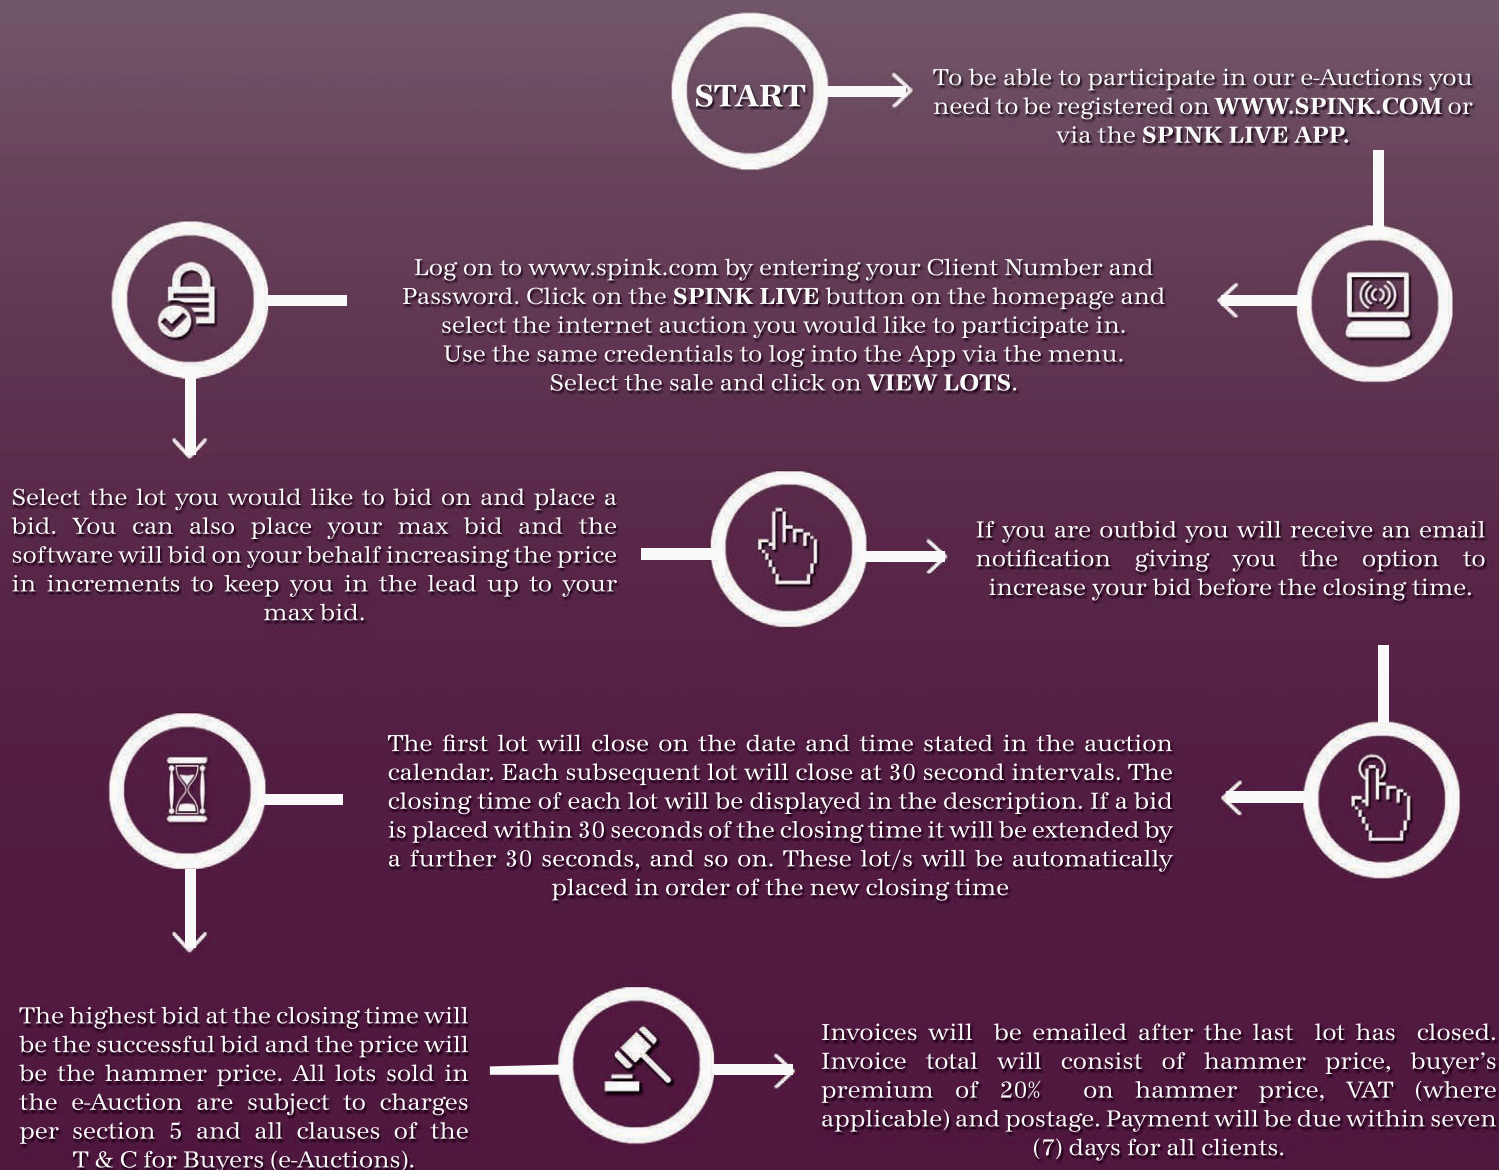 START
To be able to participate in our e-Auctions you
need to be registered on WWW.SPINK.COM or
via the SPINK LIVE APP.
Log on to www.spink.com by entering your Client Number and
Password. Click on the SPINK LIVE button on the homepage and
select the internet auction you would like to participate in.
Use the same credentials to log into the App via the menu.
Select the sale and click on VIEW LOTS.
Select the lot you would like to bid on and place a
bid. You can also place your max bid and the
software will bid on your behalf increasing the price
in increments to keep you in the lead up to your
max bid.
If you are outbid you will receive an email
notification giving you the option to
increase your bid before the closing time.
The first lot will close on the date and time stated in the auction
calendar. Each subsequent lot will close at 30 second intervals. The
closing time of each lot will be displayed in the description. If a bid
is placed within 30 seconds of the closing time it will be extended by
a further 30 seconds, and so on. These lot/s will be automatically
placed in order of the new closing time
The highest bid at the closing time will
be the successful bid and the price will
be the hammer price. All lots sold in
the e-Auction are subject to charges
per section 5 and all clauses of the
T & C for Buyers (e-Auctions).
Invoices will be emailed after the last lot has closed.
Invoice total will consist of hammer price, buyer's
premium of 20% on hammer price, VAT (where
applicable) and postage. Payment will be due within seven
(7) days for all clients.